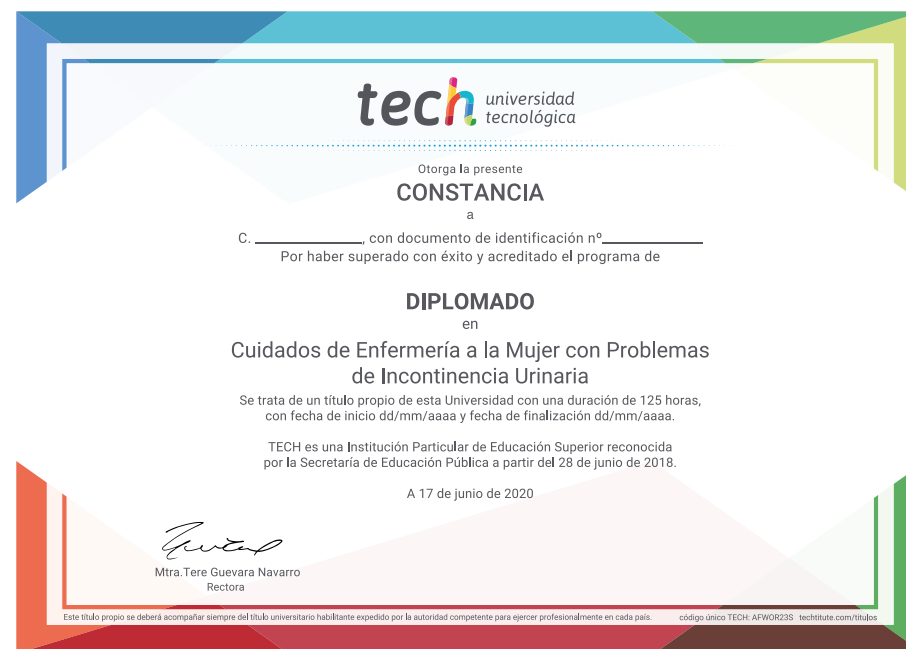 tech universidad
tecnológica
Otorga la presente
CONSTANCIA
a
C. ____________, con documento de identificación nº____________
Por haber superado con éxito y acreditado el programa de
DIPLOMADO
en
Cuidados de Enfermería a la Mujer con Problemas
de Incontinencia Urinaria
Se trata de un título propio de esta Universidad con una duración de 125 horas,
con fecha de inicio dd/mm/aaaa y fecha de finalización dd/mm/aaaa.
TECH es una Institución Particular de Educación Superior reconocida
por la Secretaría de Educación Pública a partir del 28 de junio de 2018.
A 17 de junio de 2020
Mtra.Tere Guevara Navarro
Rectora
Este título propio se deberá acompañar siempre del título universitario habilitante expedido por la autoridad competente para ejercer profesionalmente en cada país. código único TECH: AFWOR23S techtitute.com/titulos